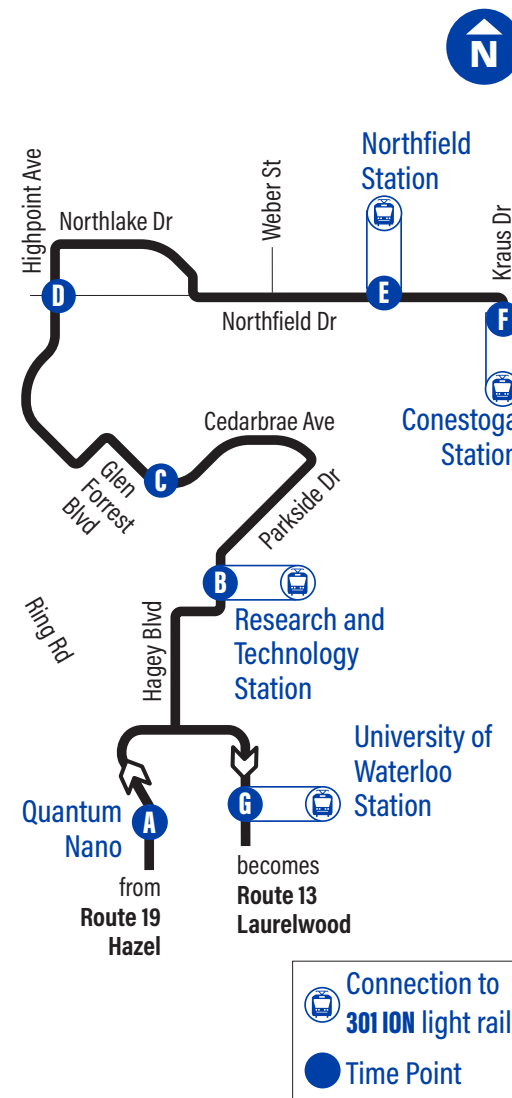 N
Northfield
Station
Highpoint Ave
Weber St
Kraus Dr
Northlake Dr
D
E
F
Northfield Dr
Conestoga
Station
Cedarbrae Ave
C
Glen
Forrest
Blvd
Parkside Dr
B
Ring Rd
Hagey Blvd
Research and
Technology
Station
University of
Waterloo
Station
Quantum
Nano
A
G
from
Route 19
Hazel
becomes
Route 13
Laurelwood
Connection to
301 ION light rail
Time Point